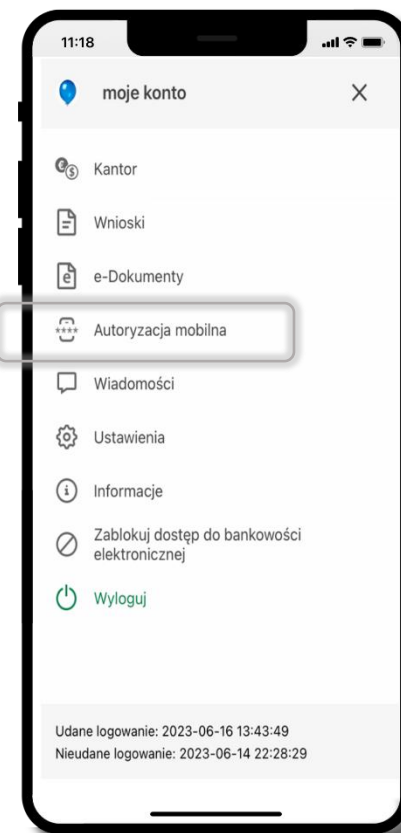 11:18
moje konto
Kantor
Wnioski
e-Dokumenty
Autoryzacja mobilna
Wiadomości
Ustawienia
Informacje
Zablokuj dostęp do bankowości
elektronicznej
Wyloguj
Udane logowanie: 2023-06-16 13:43:49
Nieudane logowanie: 2023-06-14 22:28:29